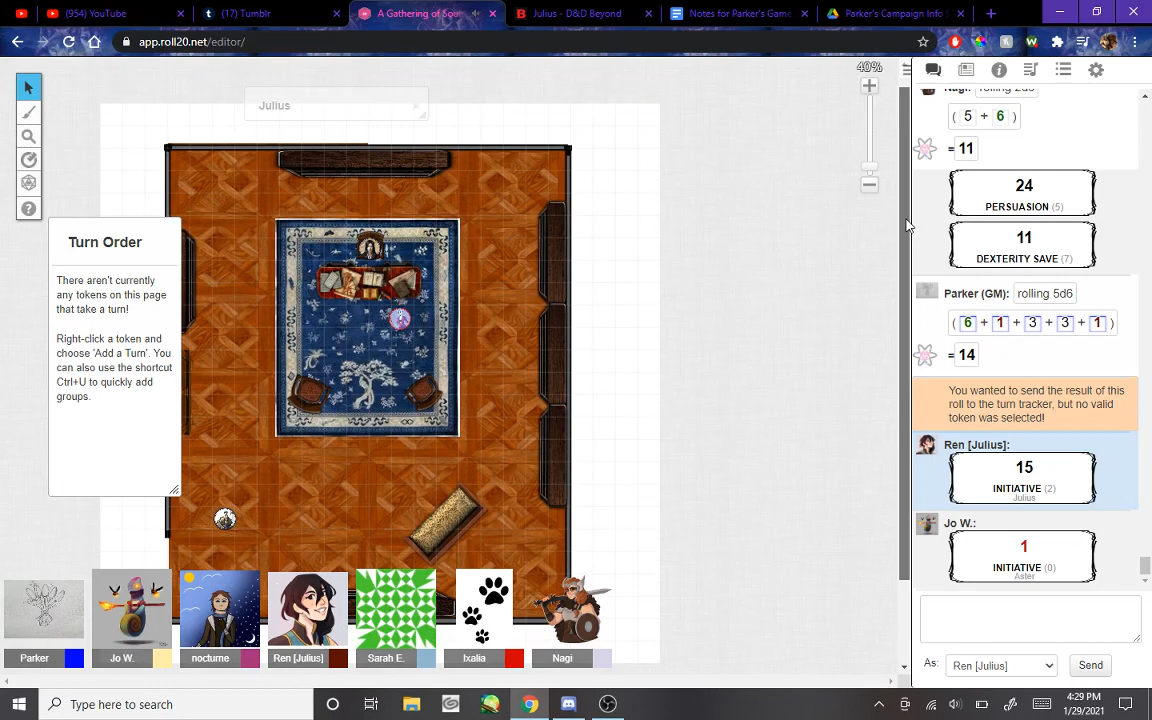 (954) YouTube
(17) Tumblr
A Gathering of Sou
Julius - D&D Beyond
Notes for Parker's Game
Parker's Campaign Info
app.roll20.net/editor/
40%
Julius
Turn Order
There aren't currently
any tokens on this page
that take a turn!
Right-click a token and
choose 'Add a Turn'. You
can also use the shortcut
Ctrl+U to quickly add
groups.
Nagi: rolling 2d6
( 5 + 6 )
= 11
24
PERSUASION (5)
11
DEXTERITY SAVE (7)
Parker (GM): rolling 5d6
( 6 + 1 + 3 + 3 + 1 )
= 14
You wanted to send the result of this
roll to the turn tracker, but no valid
token was selected!
Ren [Julius]:
15
INITIATIVE (2)
Julius
Jo W.:
1
INITIATIVE (0)
Aster
Parker
Jo W.
nocturne
Ren [Julius]
Sarah E.
Ixalia
Nagi
As:
Ren [Julius]
Send
Type here to search
4:29 PM
1/29/2021